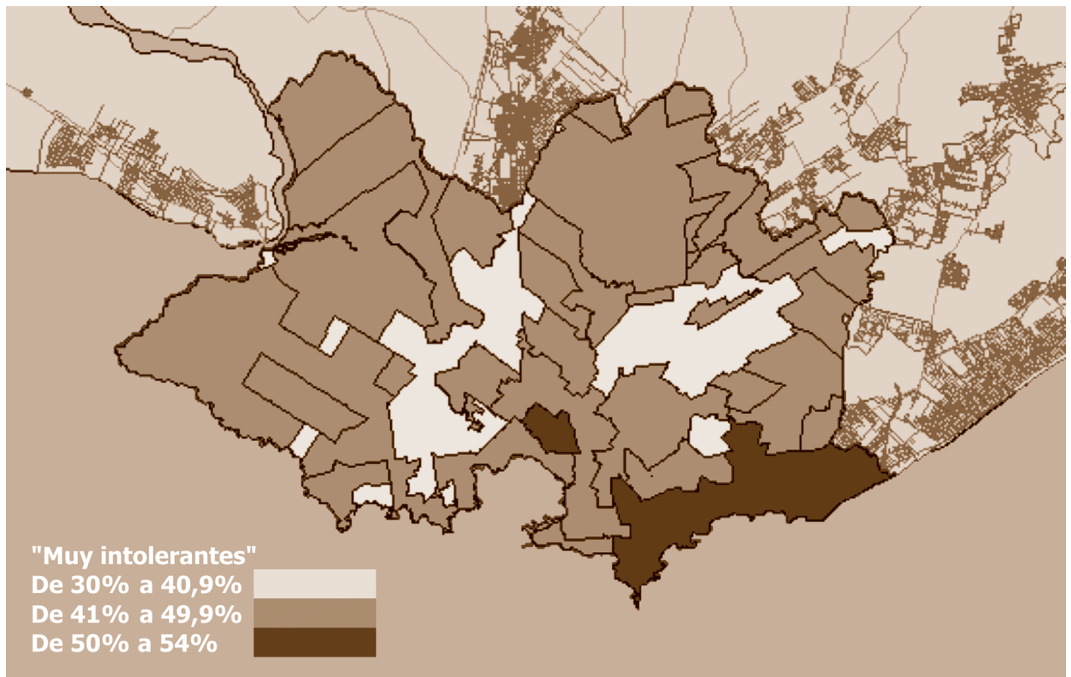 "Muy intolerantes"
De 30% a 40,9%
De 41% a 49,9%
De 50% a 54%